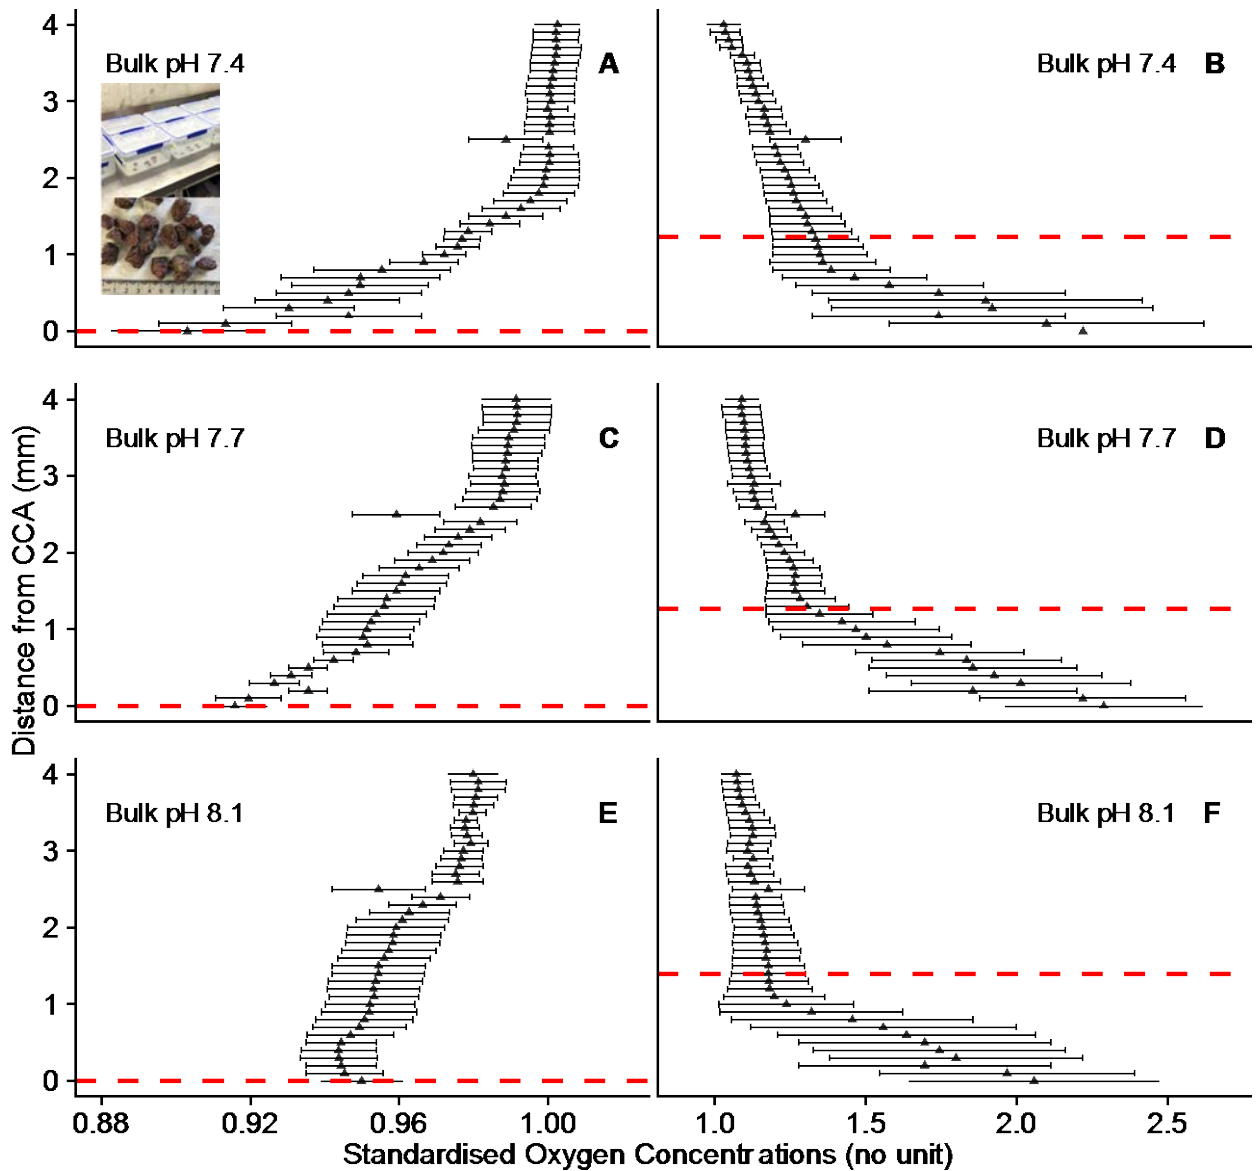 Bulk pH 7.4 A
Bulk pH 7.4 B
4
3
2
1
0
Bulk pH 7.7 C
Bulk pH 7.7 D
4
3
2
1
0
Distance from CCA (mm)
Bulk pH 8.1 E
Bulk pH 8.1 F
4
3
2
1
0
0.88 0.92 0.96 1.00
1.0 1.5 2.0 2.5
Standardised Oxygen Concentrations (no unit)